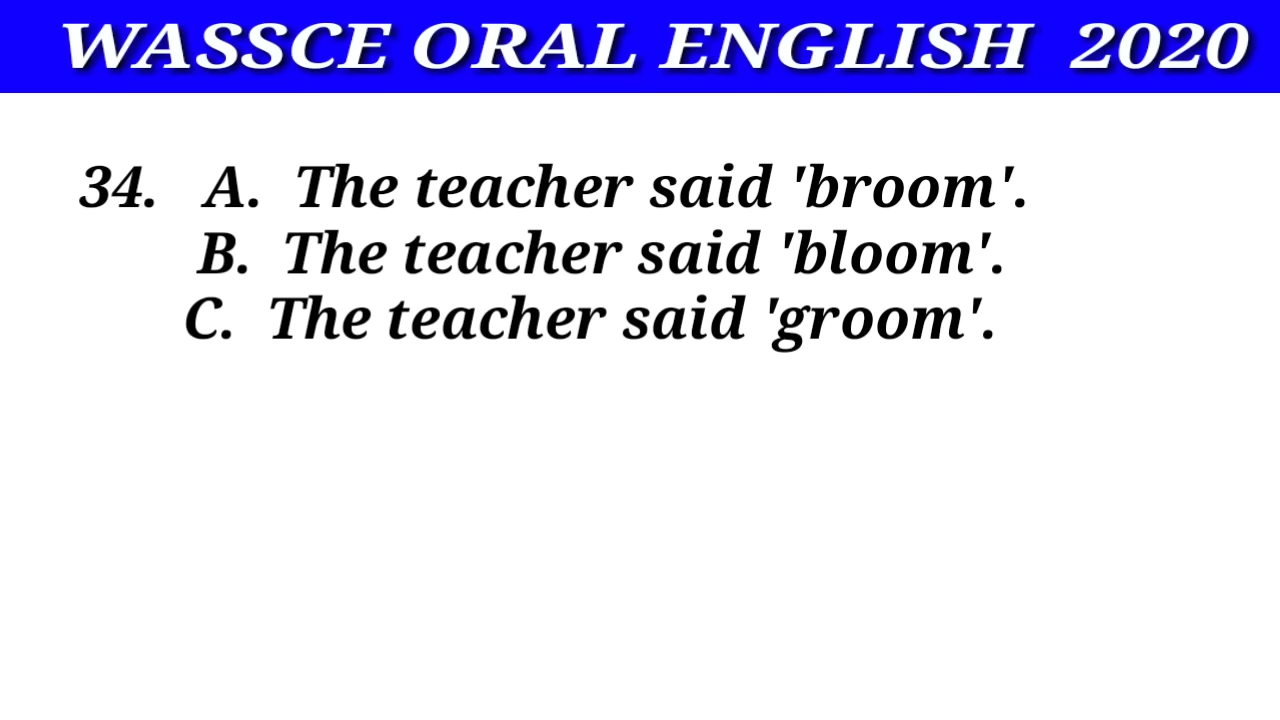 WASSCE ORAL ENGLISH 2020
34. A. The teacher said 'broom'.
B. The teacher said 'bloom'.
C. The teacher said 'groom'.